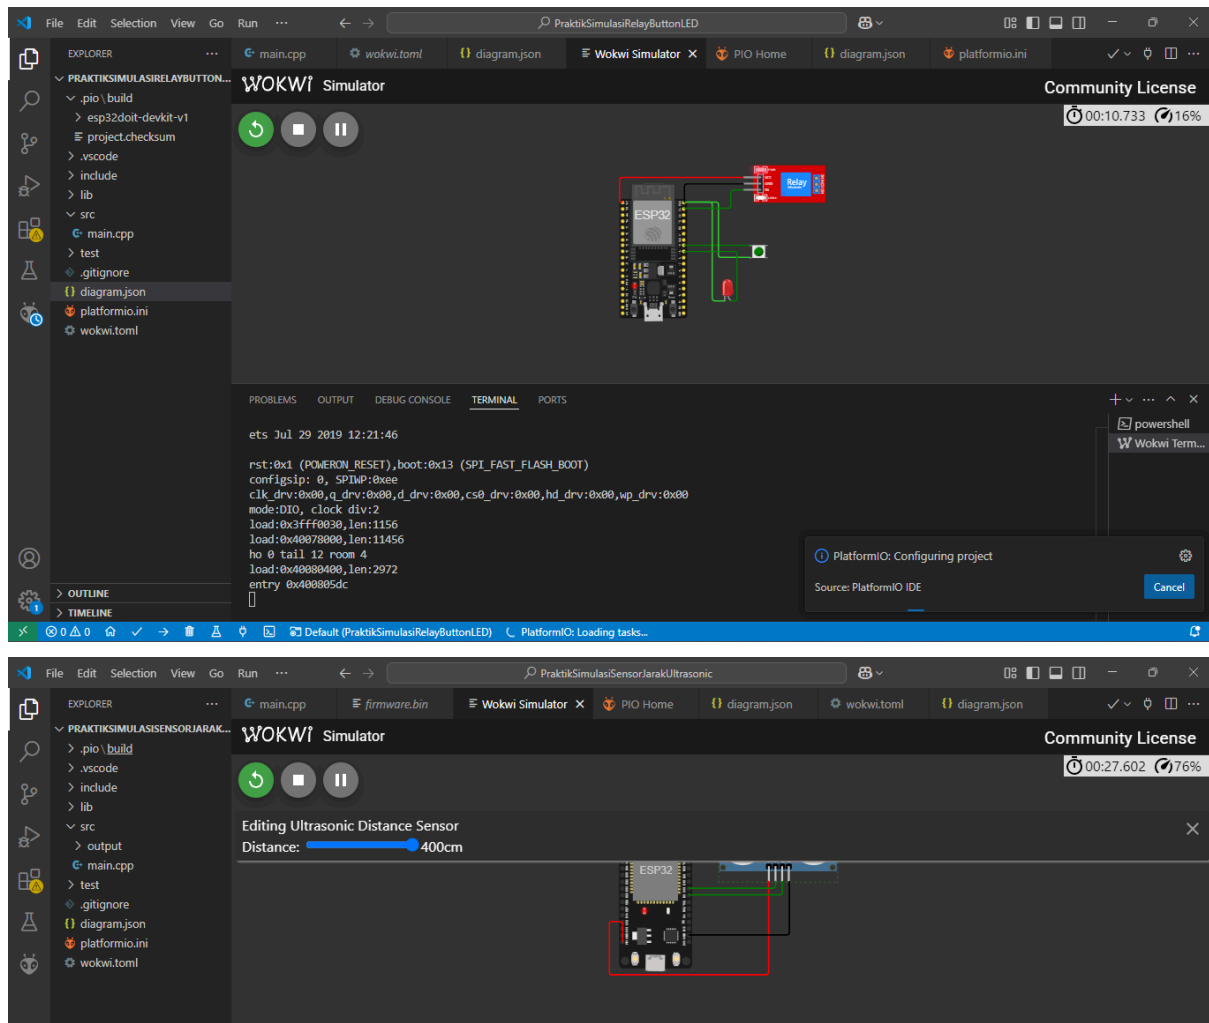 File Edit Selection View Go Run ··· PraktikSimulasiRelayButtonLED
EXPLORER ··· main.cpp wokwi.toml {} diagram.json Wokwi Simulator PIO Home {} diagram.json platformio.ini ···
PRAKTIKSIMULASIRELAYBUTTON...
WOKWi Simulator
Community License
.pio\build
00:10.733 16%
esp32doit-devkit-v1
project.checksum
.vscode
include
lib
src
main.cpp
test
.gitignore
{} diagram.json
platformio.ini
wokwi.toml
Relay
ESP32
PROBLEMS OUTPUT DEBUG CONSOLE TERMINAL PORTS
powershell
Wokwi Term...
ets Jul 29 2019 12:21:46
rst:0x1 (POWERON_RESET),boot:0x13 (SPI_FAST_FLASH_BOOT)
configsip: 0, SPIWP:0xee
clk_drv:0x00,q_drv:0x00,d_drv:0x00,cs0_drv:0x00,hd_drv:0x00,wp_drv:0x00
mode:DIO, clock div:2
load:0x3fff0030,len:1156
load:0x40078000,len:11456
ho 0 tail 12 room 4
load:0x40080400,len:2972
entry 0x400805dc
PlatformIO: Configuring project
Source: PlatformIO IDE
Cancel
OUTLINE
1
TIMELINE
0 0 Default (PraktikSimulasiRelayButtonLED) PlatformIO: Loading tasks...
File Edit Selection View Go Run ··· PraktikSimulasiSensorJarakUltrasonic
EXPLORER ··· main.cpp firmware.bin Wokwi Simulator PIO Home {} diagram.json wokwi.toml {} diagram.json ···
PRAKTIKSIMULASISENSORJARAK...
WOKWi Simulator
Community License
.pio\build
00:27.602 76%
.vscode
include
lib
src
output
main.cpp
test
.gitignore
{} diagram.json
platformio.ini
wokwi.toml
Editing Ultrasonic Distance Sensor
Distance: 400cm
ESP32